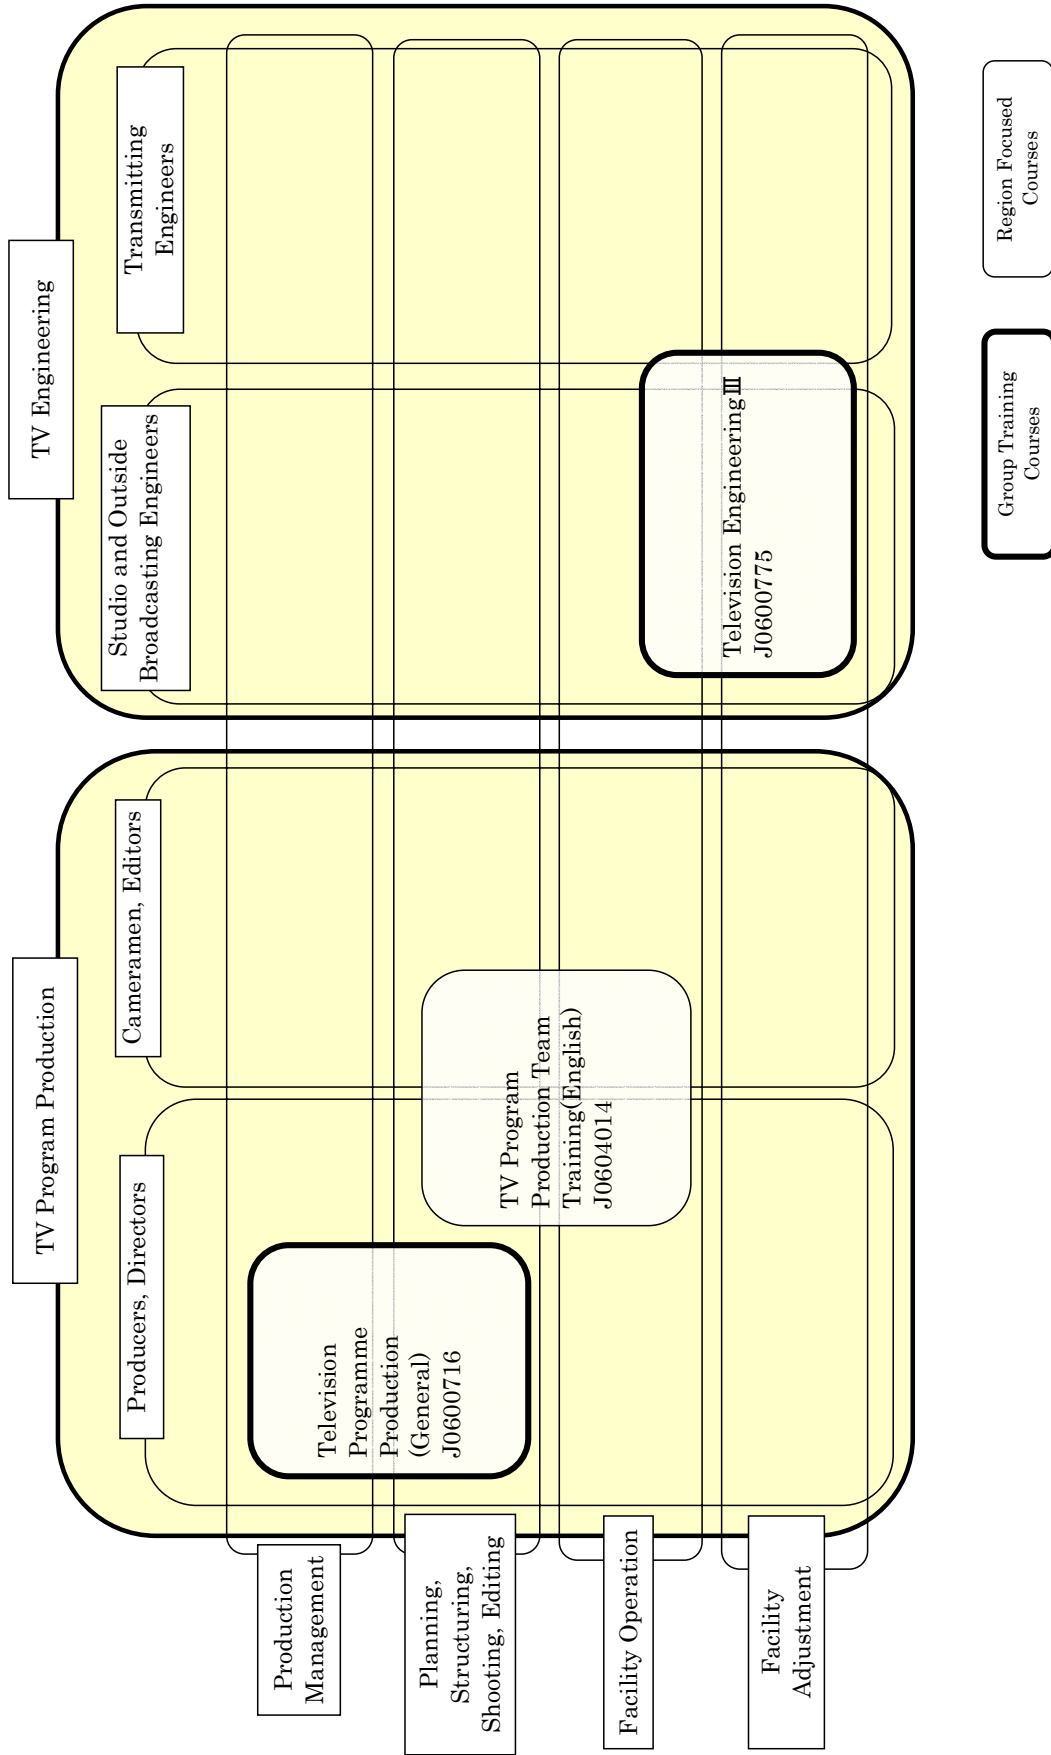 TV Program Production
TV Engineering
Producers, Directors
Cameramen, Editors
Studio and Outside
Broadcasting Engineers
Transmitting
Engineers
Production
Management
Planning,
Structuring,
Shooting, Editing
Facility Operation
Facility
Adjustment
Television
Programme
Production
(General)
J0600716
TV Program
Production Team
Training(English)
J0604014
Television EngineeringⅢ
J0600775
Group Training
Courses
Region Focused
Courses